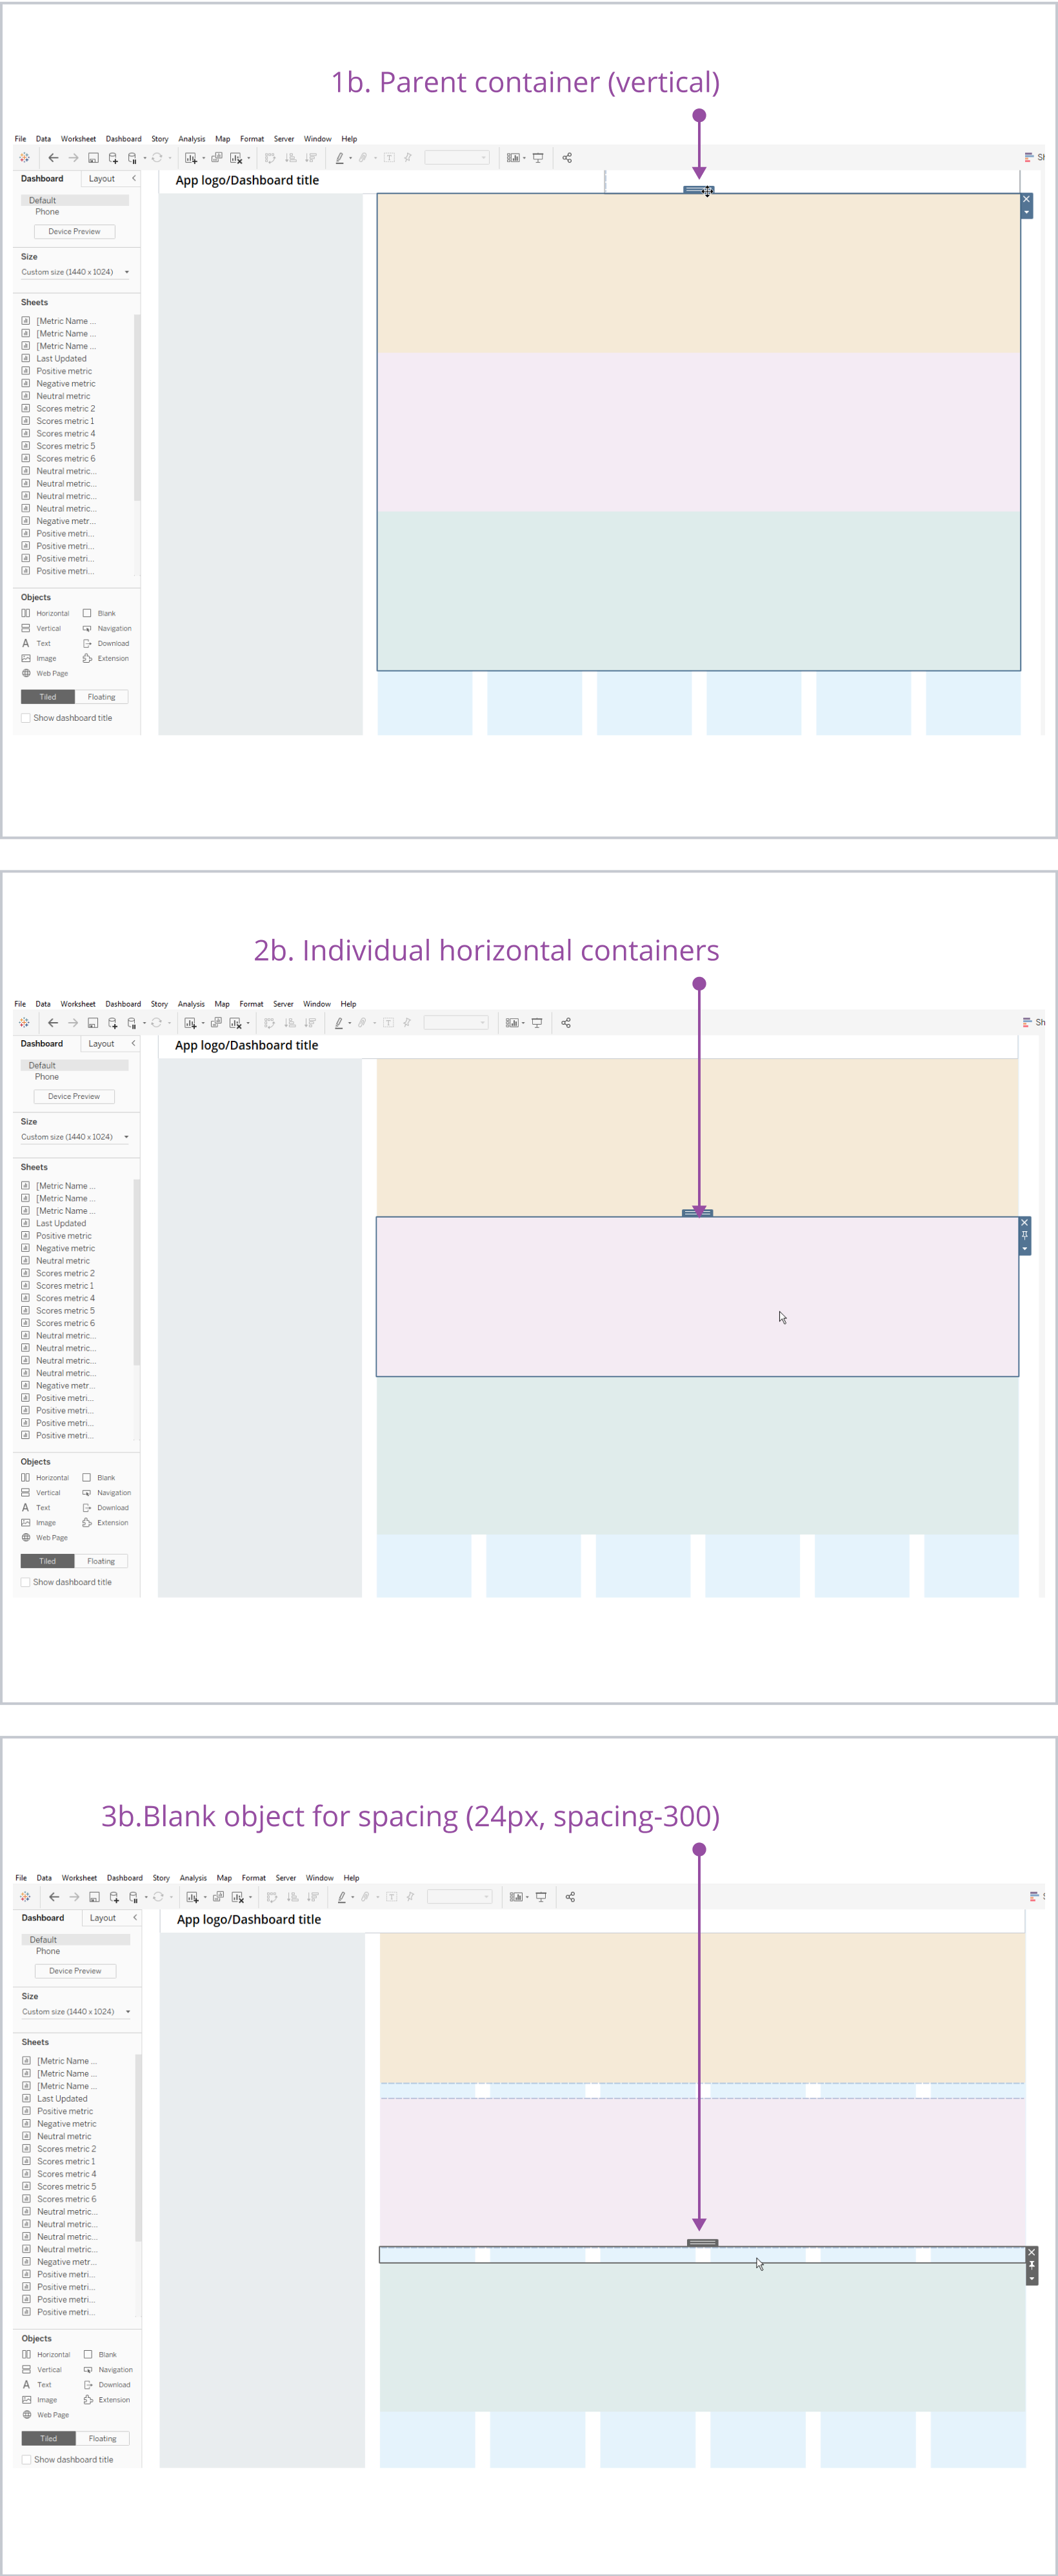 1b. Parent container (vertical)
File Data Worksheet Dashboard Story Analysis Map Format Server Window Help
Sh
Dashboard Layout
App logo/Dashboard title
Default
Phone
Device Preview
Size
Custom size (1440 x 1024)
Sheets
[Metric Name ...
[Metric Name ...
[Metric Name ...
Last Updated
Positive metric
Negative metric
Neutral metric
Scores metric 2
Scores metric 1
Scores metric 4
Scores metric 5
Scores metric 6
Neutral metric...
Neutral metric...
Neutral metric...
Neutral metric...
Negative metr...
Positive metri...
Positive metri...
Positive metri...
Positive metri...
Objects
Horizontal Blank
Vertical Navigation
Text Download
Image Extension
Web Page
Tiled Floating
Show dashboard title
2b. Individual horizontal containers
File Data Worksheet Dashboard Story Analysis Map Format Server Window Help
Sh
Dashboard Layout
App logo/Dashboard title
Default
Phone
Device Preview
Size
Custom size (1440 x 1024)
Sheets
[Metric Name ...
[Metric Name ...
[Metric Name ...
Last Updated
Positive metric
Negative metric
Neutral metric
Scores metric 2
Scores metric 1
Scores metric 4
Scores metric 5
Scores metric 6
Neutral metric...
Neutral metric...
Neutral metric...
Neutral metric...
Negative metr...
Positive metri...
Positive metri...
Positive metri...
Positive metri...
Objects
Horizontal Blank
Vertical Navigation
Text Download
Image Extension
Web Page
Tiled Floating
Show dashboard title
3b.Blank object for spacing (24px, spacing-300)
File Data Worksheet Dashboard Story Analysis Map Format Server Window Help
Dashboard Layout
App logo/Dashboard title
Default
Phone
Device Preview
Size
Custom size (1440 x 1024)
Sheets
[Metric Name ...
[Metric Name ...
[Metric Name ...
Last Updated
Positive metric
Negative metric
Neutral metric
Scores metric 2
Scores metric 1
Scores metric 4
Scores metric 5
Scores metric 6
Neutral metric...
Neutral metric...
Neutral metric...
Neutral metric...
Negative metr...
Positive metri...
Positive metri...
Positive metri...
Positive metri...
Objects
Horizontal Blank
Vertical Navigation
Text Download
Image Extension
Web Page
Tiled Floating
Show dashboard title